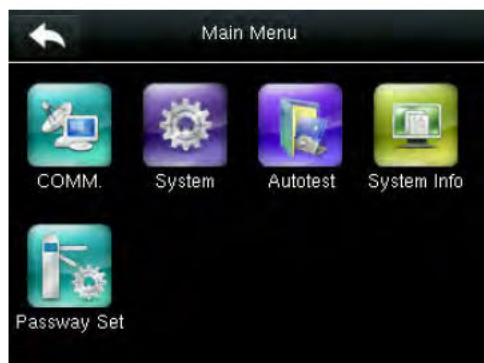 Main Menu
COMM.
System
Autotest
System Info
Passway Set